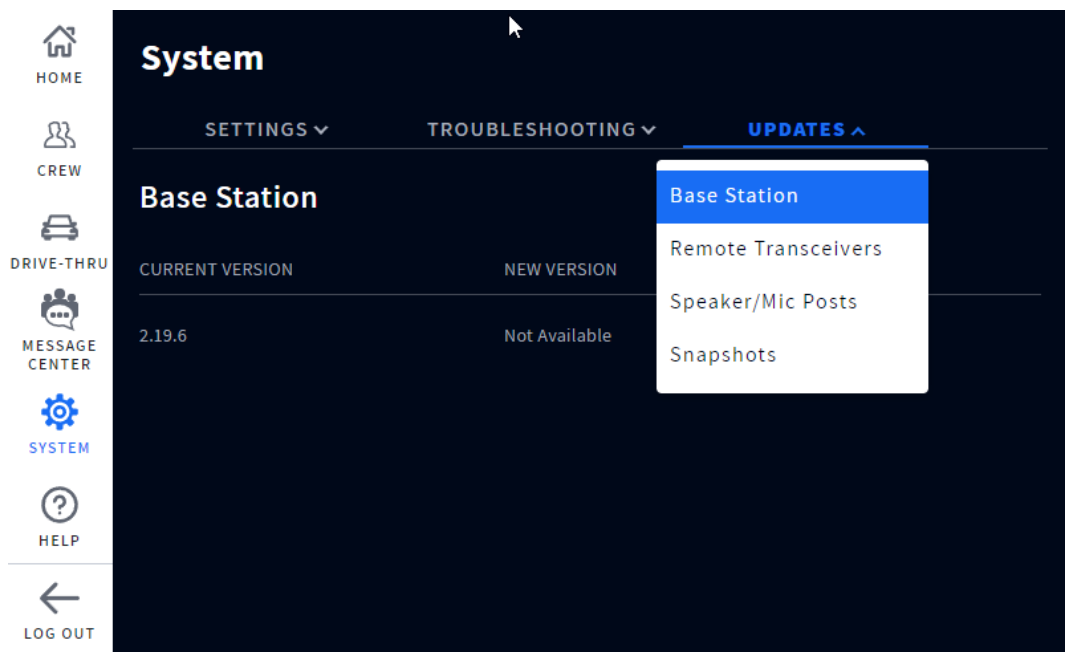 HOME
CREW
DRIVE-THRU
MESSAGE
CENTER
SYSTEM
HELP
LOG OUT
System
SETTINGS
TROUBLESHOOTING
UPDATES
Base Station
Remote Transceivers
Speaker/Mic Posts
Snapshots
Base Station
CURRENT VERSION
NEW VERSION
2.19.6
Not Available